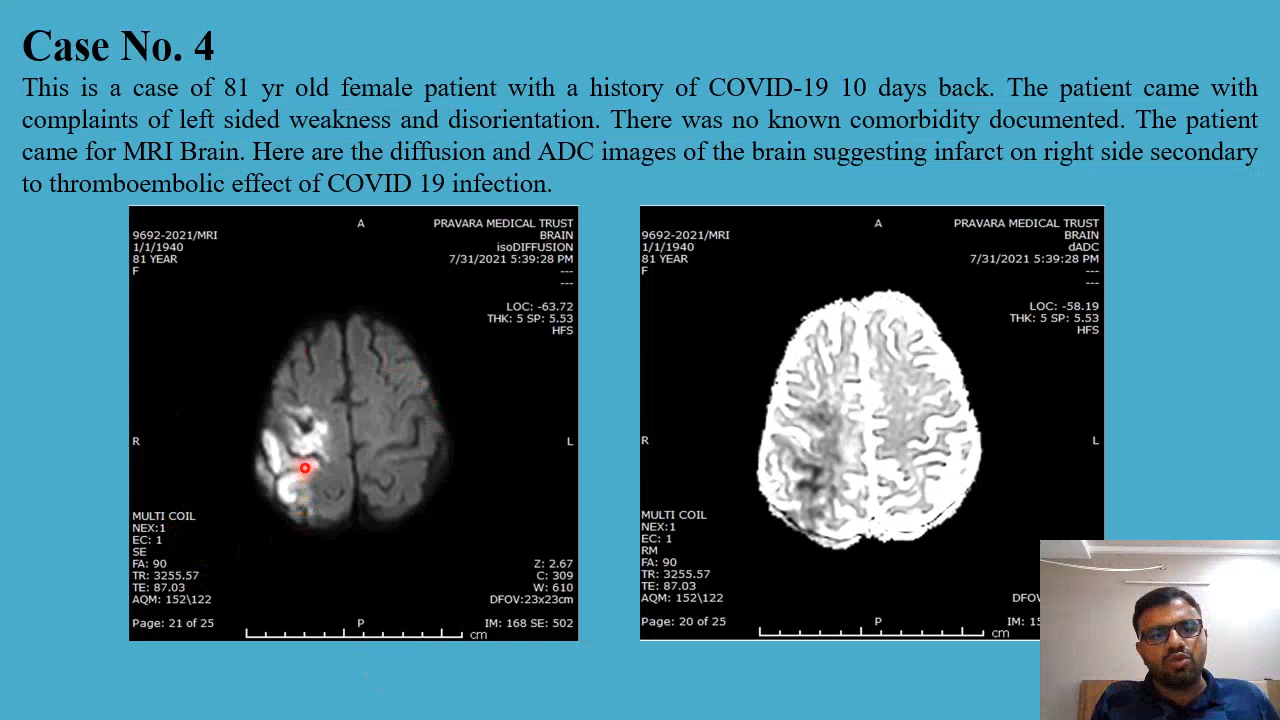 Case No. 4
This is a case of 81 yr old female patient with a history of COVID-19 10 days back. The patient came with
complaints of left sided weakness and disorientation. There was no known comorbidity documented. The patient
came for MRI Brain. Here are the diffusion and ADC images of the brain suggesting infarct on right side secondary
to thromboembolic effect of COVID 19 infection.
A
PRAVARA MEDICAL TRUST
9692-2021/MRI
BRAIN
1/1/1940
isoDIFFUSION
81 YEAR
7/31/2021 5:39:28 PM
F
---
---
LOC: -63.72
THK: 5 SP: 5.53
HFS
R
L
MULTI COIL
NEX:1
EC: 1
SE
FA: 90
Z: 2.67
TR: 3255.57
C: 309
TE: 87.03
W: 610
AQM: 152\122
DFOV:23x23cm
Page: 21 of 25
P
IM: 168 SE: 502
cm
A
PRAVARA MEDICAL TRUST
9692-2021/MRI
BRAIN
1/1/1940
dADC
81 YEAR
7/31/2021 5:39:28 PM
F
---
---
LOC: -58.19
THK: 5 SP: 5.53
HFS
R
L
MULTI COIL
NEX:1
EC: 1
RM
FA: 90
TR: 3255.57
TE: 87.03
AQM: 152\122
DFO
Page: 20 of 25
P
IM: 15
cm